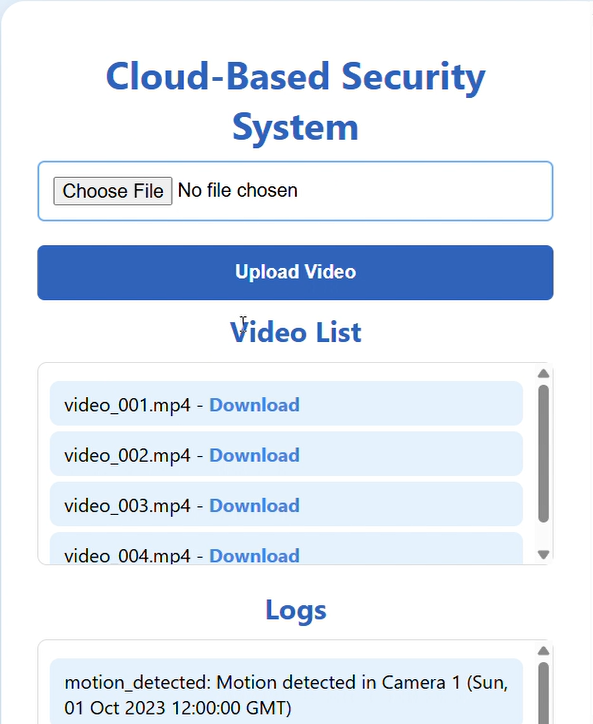 Cloud-Based Security
System
Choose File No file chosen
Upload Video
Video List
video_001.mp4 - Download
video_002.mp4 - Download
video_003.mp4 - Download
video_004.mp4 - Download
Logs
motion_detected: Motion detected in Camera 1 (Sun,
01 Oct 2023 12:00:00 GMT)